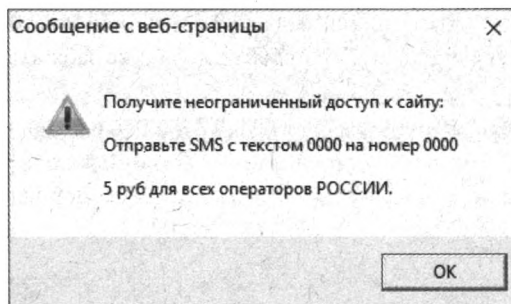 Сообщение с веб-страницы
Получите неограниченный доступ к сайту:
Отправьте SMS с текстом 0000 на номер 0000
5 руб для всех операторов РОССИИ.
OK